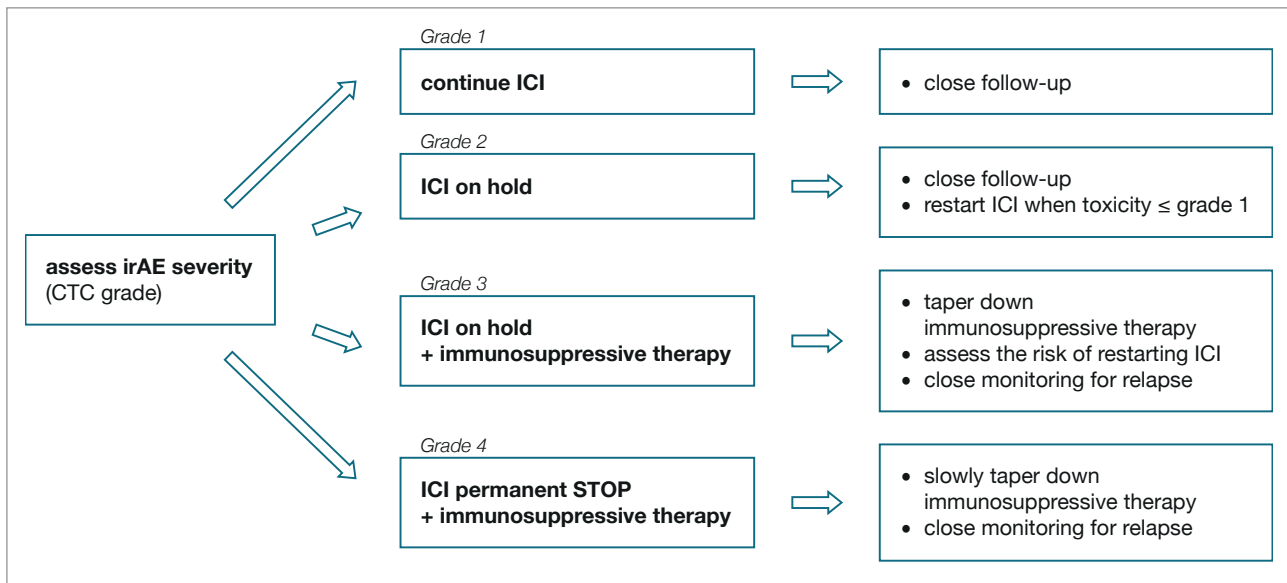 Grade 1
continue ICI
• close follow-up
Grade 2
ICI on hold
• close follow-up
• restart ICI when toxicity ≤ grade 1
assess irAE severity
(CTC grade)
Grade 3
ICI on hold
+ immunosuppressive therapy
• taper down
immunosuppressive therapy
• assess the risk of restarting ICI
• close monitoring for relapse
Grade 4
ICI permanent STOP
+ immunosuppressive therapy
• slowly taper down
immunosuppressive therapy
• close monitoring for relapse